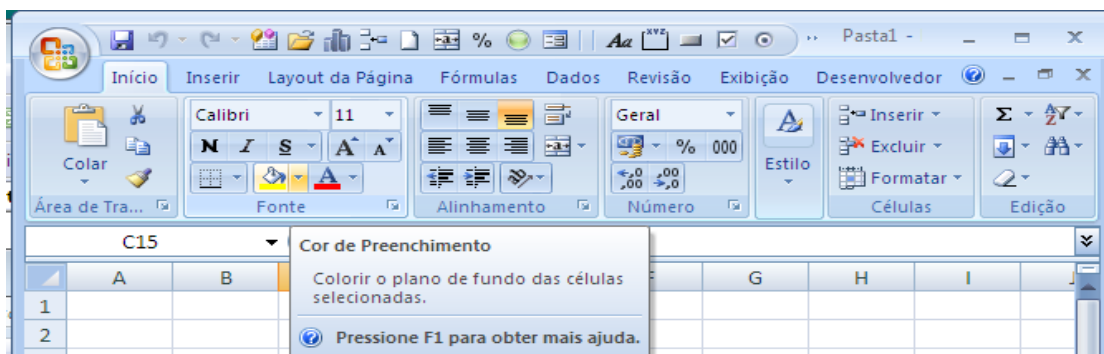 Pasta1 -
Início Inserir Layout da Página Fórmulas Dados Revisão Exibição Desenvolvedor
Calibri 11 Geral Inserir Σ
N I S A A % 000 Excluir
Colar Estilo
A ,00 ,0 Formatar
Área de Tra... Fonte Alinhamento Número Células Edição
C15 Cor de Preenchimento
Colorir o plano de fundo das células
selecionadas.
Pressione F1 para obter mais ajuda.
A B G H I
1
2